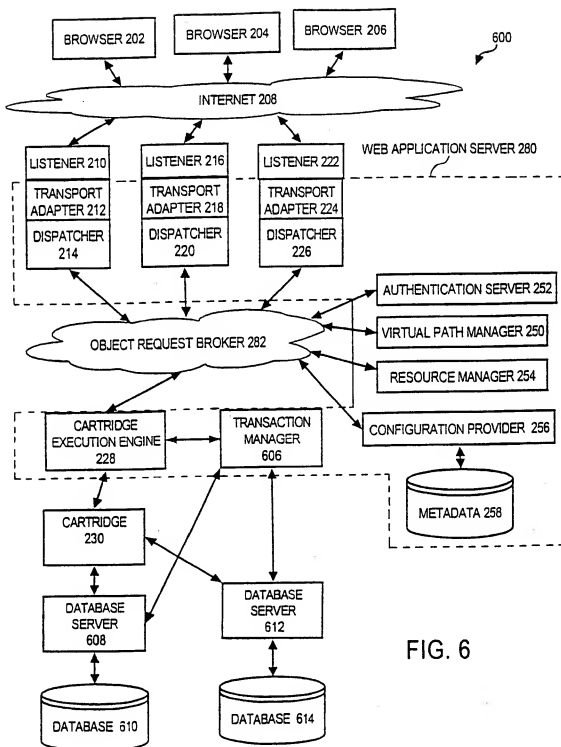 BROWSER 202
BROWSER 204
BROWSER 206
600
INTERNET 208
LISTENER 210
LISTENER 216
LISTENER 222
WEB APPLICATION SERVER 280
TRANSPORT
ADAPTER 212
TRANSPORT
ADAPTER 218
TRANSPORT
ADAPTER 224
DISPATCHER
214
DISPATCHER
220
DISPATCHER
226
AUTHENTICATION SERVER 252
OBJECT REQUEST BROKER 282
VIRTUAL PATH MANAGER 250
RESOURCE MANAGER 254
CARTRIDGE
EXECUTION ENGINE
228
TRANSACTION
MANAGER
606
CONFIGURATION PROVIDER 256
METADATA 258
CARTRIDGE
230
DATABASE
SERVER
608
DATABASE
SERVER
612
FIG. 6
DATABASE 610
DATABASE 614